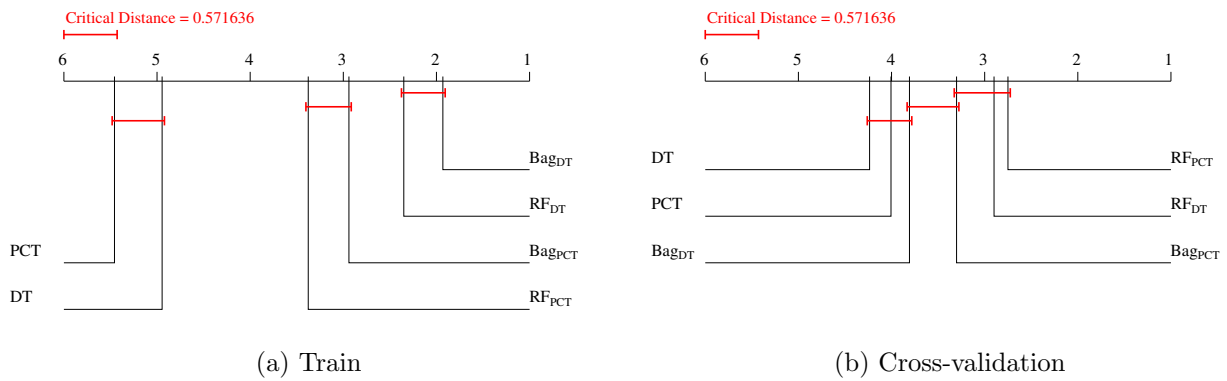 Critical Distance = 0.571636
6 5 4 3 2 1
Bag_DT
RF_DT
PCT Bag_PCT
DT RF_PCT
(a) Train
Critical Distance = 0.571636
6 5 4 3 2 1
DT RF_PCT
PCT RF_DT
Bag_DT Bag_PCT
(b) Cross-validation